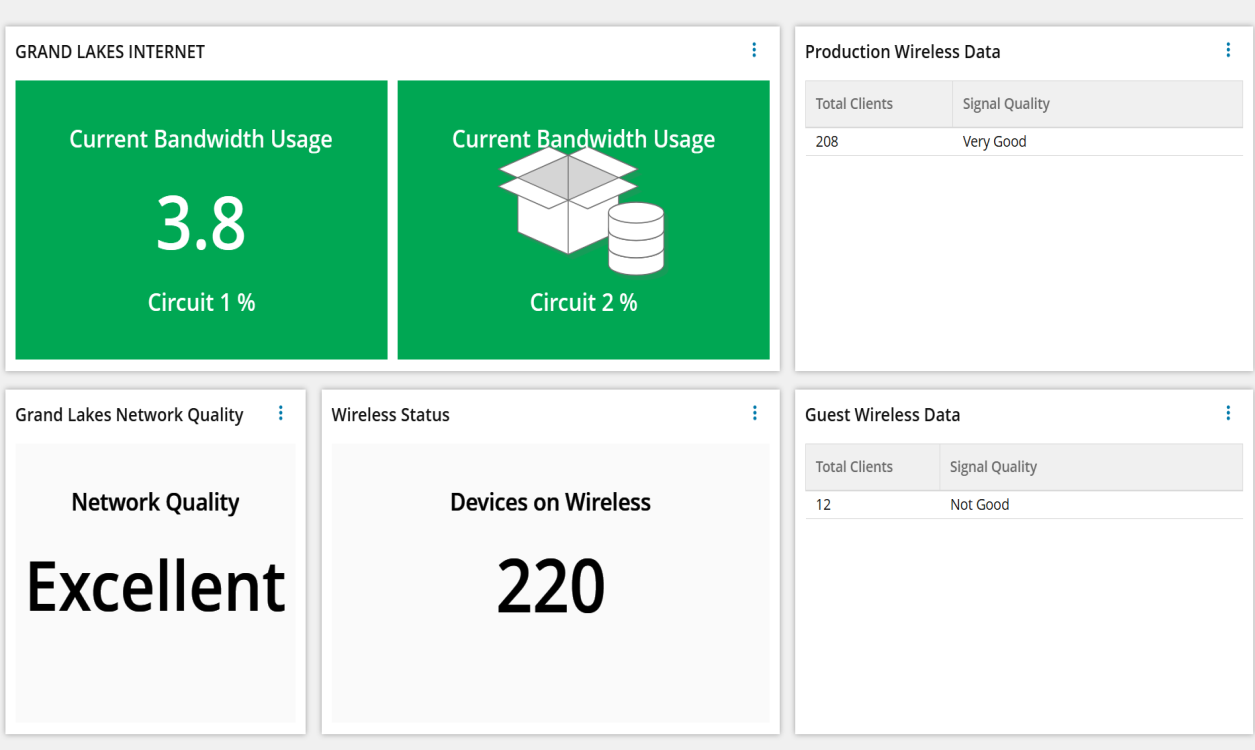 GRAND LAKES INTERNET
Current Bandwidth Usage
3.8
Circuit 1 %
Current Bandwidth Usage
Circuit 2 %
Production Wireless Data
Total Clients Signal Quality
208 Very Good
Grand Lakes Network Quality
Network Quality
Excellent
Wireless Status
Devices on Wireless
220
Guest Wireless Data
Total Clients Signal Quality
12 Not Good